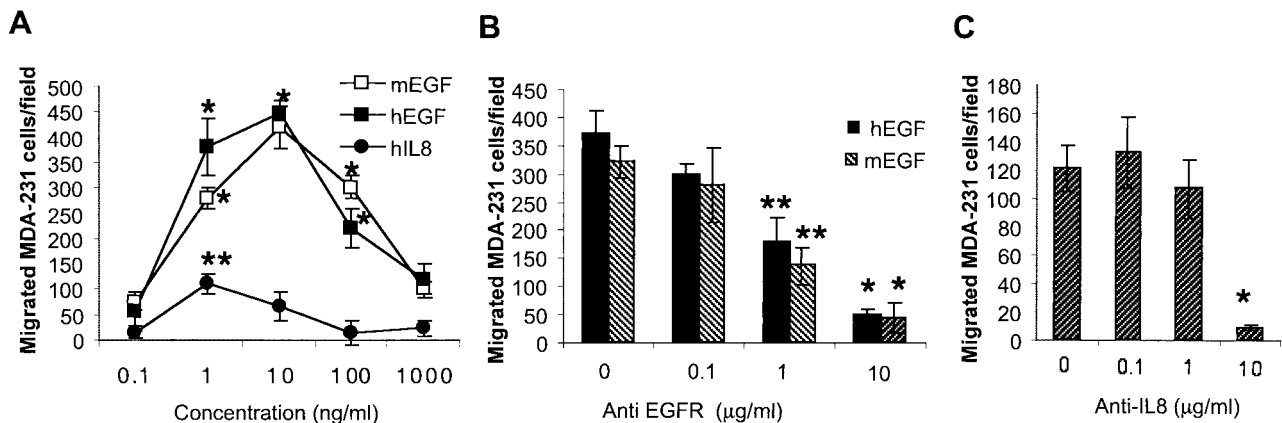 A
Migrated MDA-231 cells/field
500
450
400
350
300
250
200
150
100
50
0
* * * * * **
mEGF
hEGF
hIL8
0.1 1 10 100 1000
Concentration (ng/ml)
B
Migrated MDA-231 cells/field
450
400
350
300
250
200
150
100
50
0
hEGF
mEGF
** ** * *
0 0.1 1 10
Anti EGFR (µg/ml)
C
Migrated MDA-231 cells/field
180
160
140
120
100
80
60
40
20
0
*
0 0.1 1 10
Anti-IL8 (µg/ml)